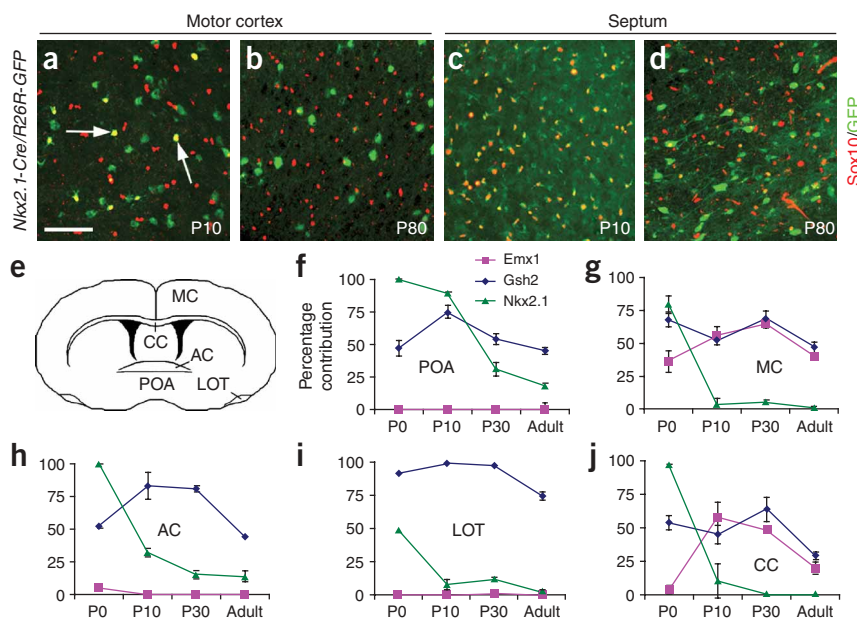 Motor cortex Septum
Nkx2.1-Cre/R26R-GFP
a P10
b P80
c P10
d P80
Sox10/GFP
e
MC
CC
AC
POA LOT
f
Emx1
Gsh2
Nkx2.1
Percentage contribution
100
75
50
25
0
POA
P0 P10 P30 Adult
g
100
75
50
25
0
MC
P0 P10 P30 Adult
h
100
75
50
25
0
AC
P0 P10 P30 Adult
i
100
75
50
25
0
LOT
P0 P10 P30 Adult
j
100
75
50
25
0
CC
P0 P10 P30 Adult